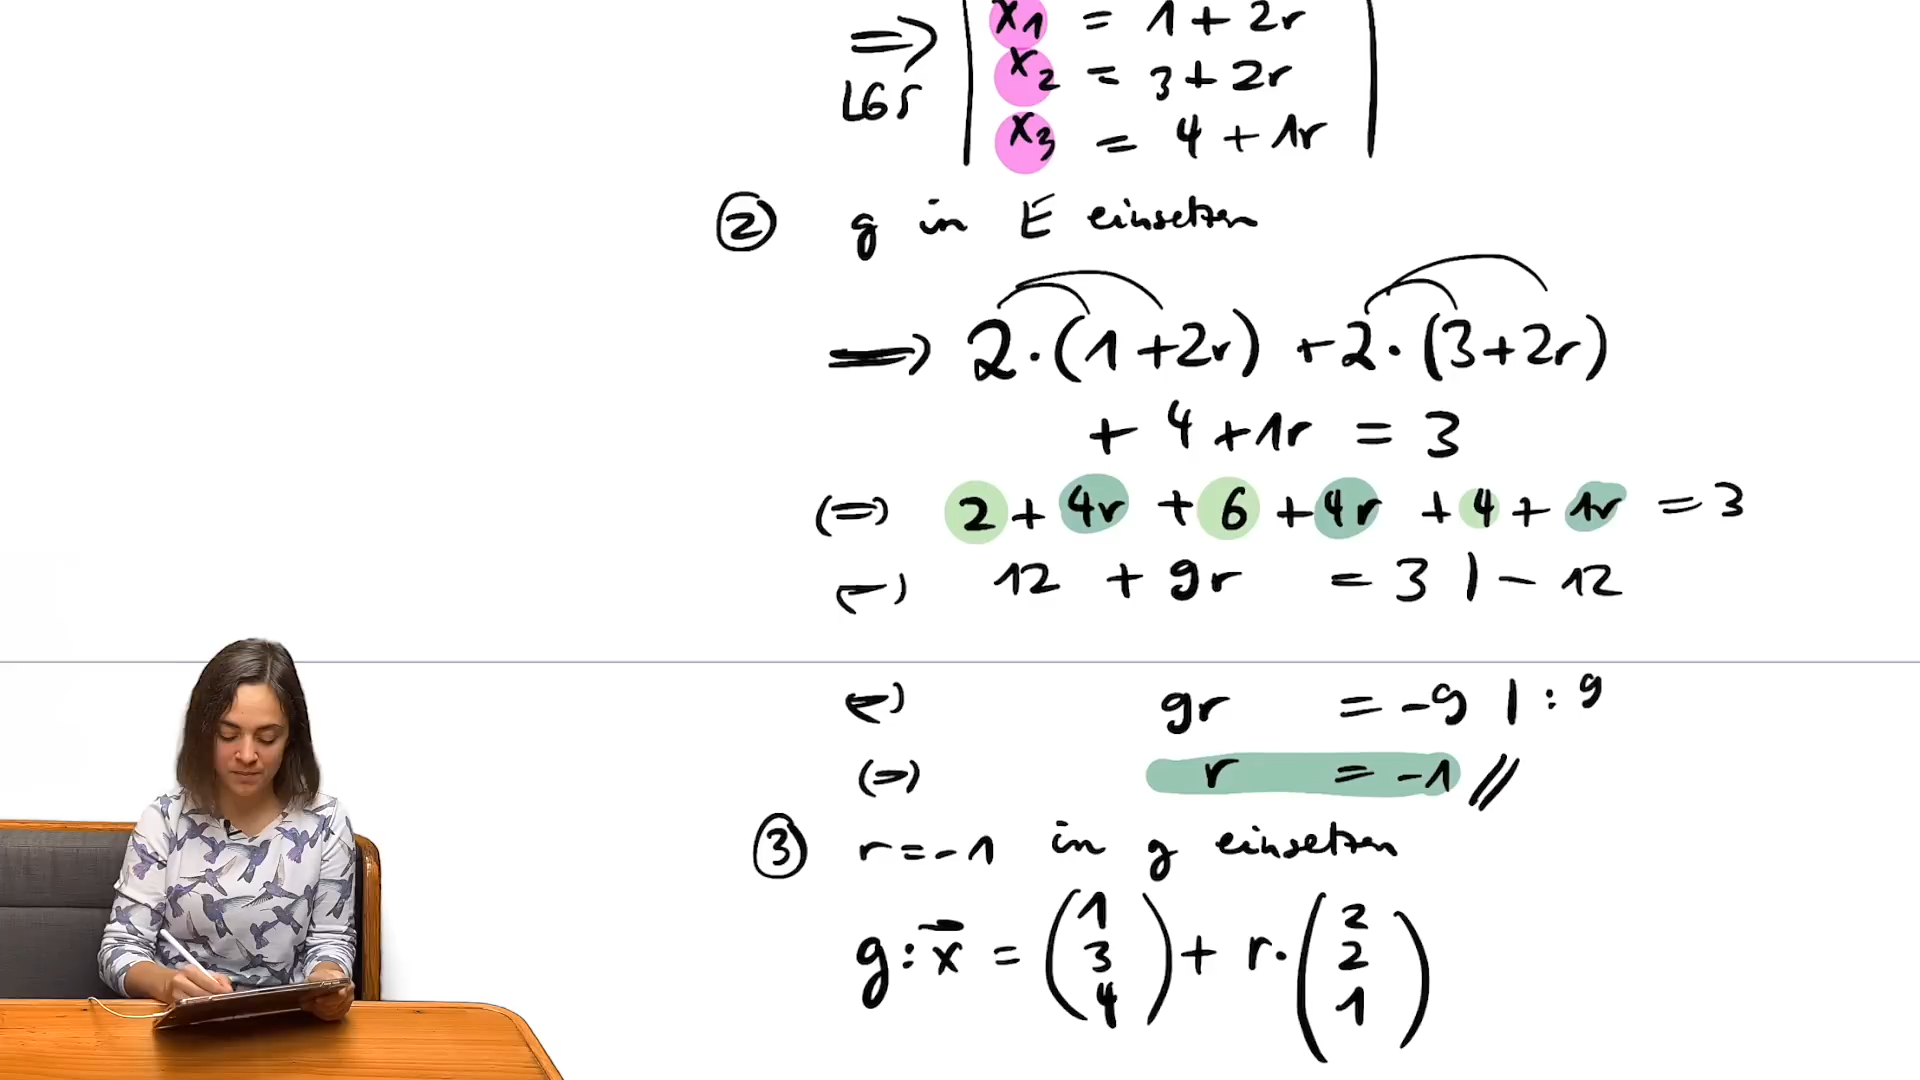 x1 = 1 + 2r
⇒ x2 = 3 + 2r
LGS x3 = 4 + 1r
② g in E einsetzen
⇒ 2·(1+2r) + 2·(3+2r)
+ 4 + 1r = 3
⇔ 2 + 4r + 6 + 4r + 4 + 1r = 3
⇔ 12 + 9r = 3 | - 12
⇔ 9r = -9 | : 9
⇔ r = -1 //
③ r = -1 in g einsetzen
g: x⃗ = (1 3 4) + r· (2 2 1)